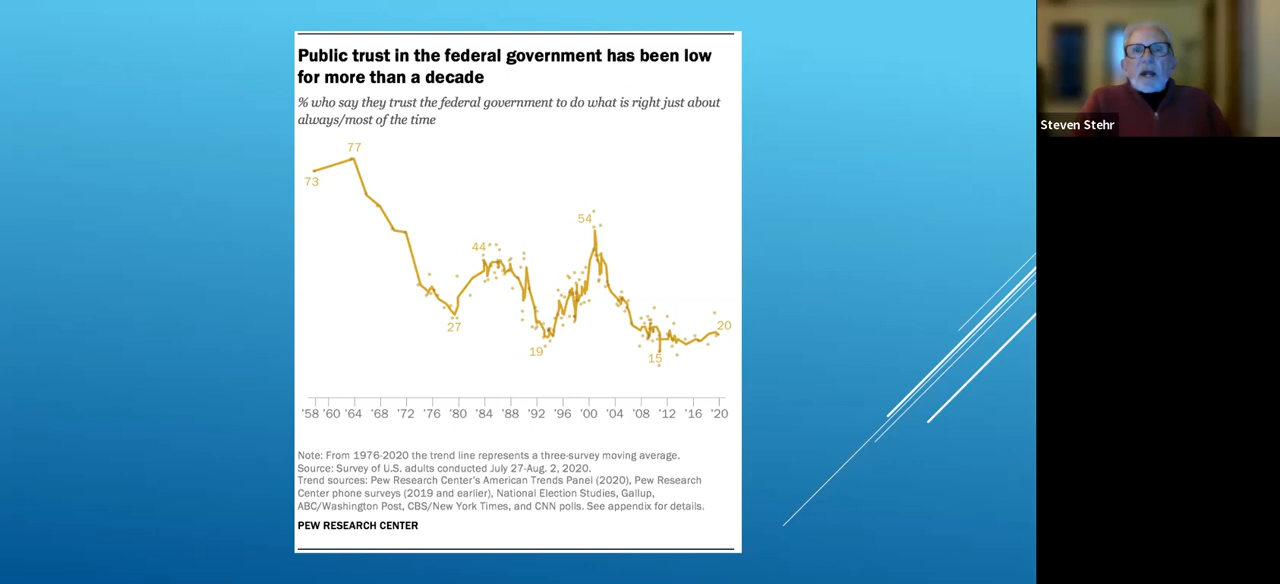 Public trust in the federal government has been low
for more than a decade
% who say they trust the federal government to do what is right just about
always/most of the time
77
73
54
44
27
20
19
15
'58 '60 '64 '68 '72 '76 '80 '84 '88 '92 '96 '00 '04 '08 '12 '16 '20
Note: From 1976-2020 the trend line represents a three-survey moving average.
Source: Survey of U.S. adults conducted July 27-Aug. 2, 2020.
Trend sources: Pew Research Center's American Trends Panel (2020), Pew Research
Center phone surveys (2019 and earlier), National Election Studies, Gallup,
ABC/Washington Post, CBS/New York Times, and CNN polls. See appendix for details.
PEW RESEARCH CENTER
Steven Stehr